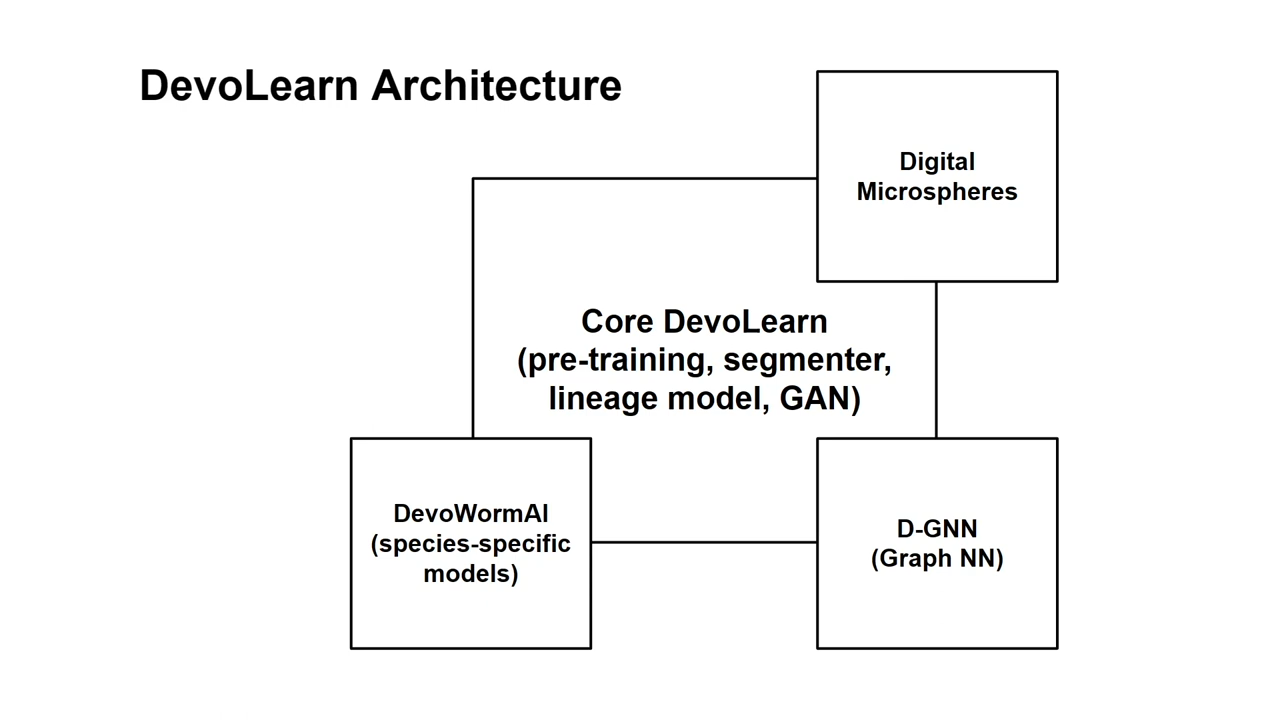 DevoLearn Architecture
Digital
Microspheres
Core DevoLearn
(pre-training, segmenter,
lineage model, GAN)
DevoWormAI
(species-specific
models)
D-GNN
(Graph NN)